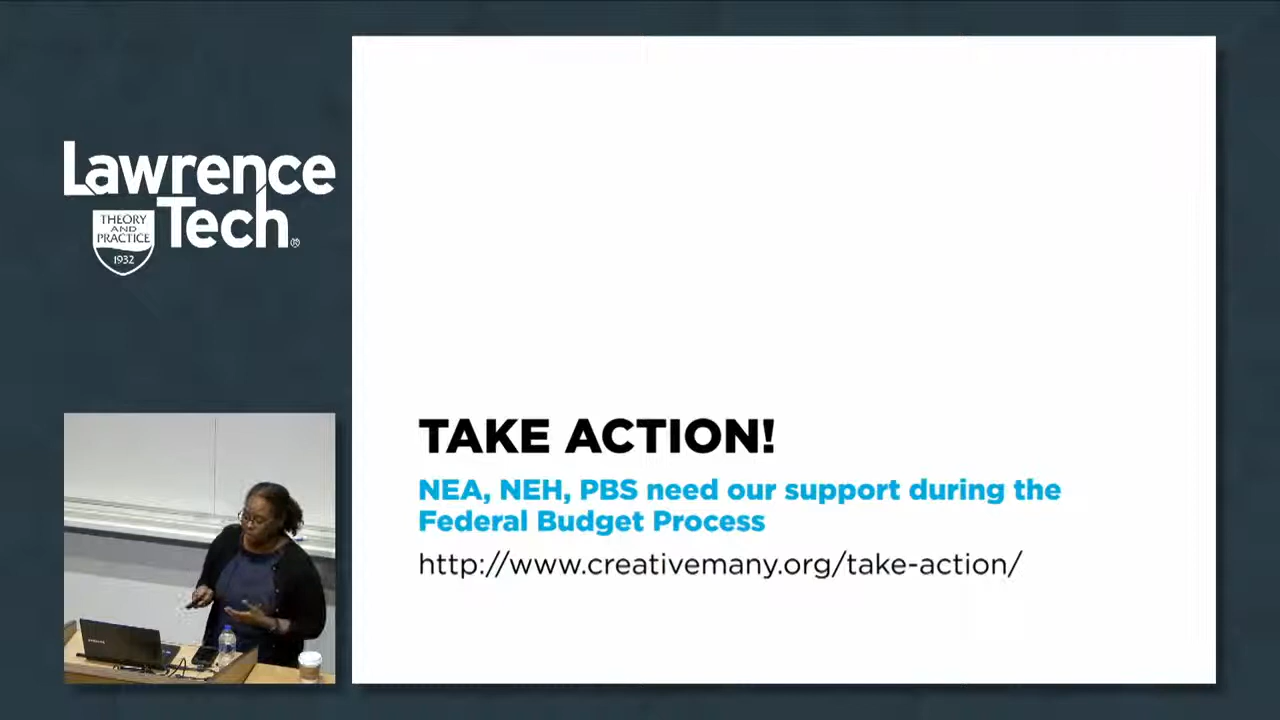 Lawrence
Tech®
THEORY
AND
PRACTICE
1932
TAKE ACTION!
NEA, NEH, PBS need our support during the
Federal Budget Process
http://www.creativemany.org/take-action/